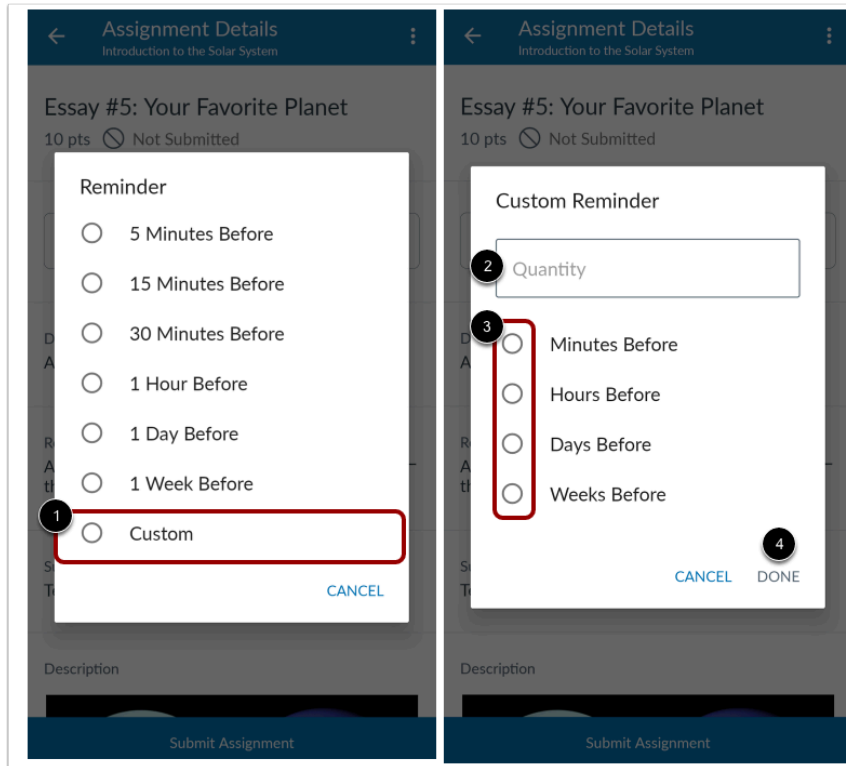 Assignment Details
Introduction to the Solar System
Essay #5: Your Favorite Planet
10 pts Not Submitted
Reminder
5 Minutes Before
15 Minutes Before
30 Minutes Before
1 Hour Before
1 Day Before
1 Week Before
1
Custom
CANCEL
Description
Submit Assignment
Assignment Details
Introduction to the Solar System
Essay #5: Your Favorite Planet
10 pts Not Submitted
Custom Reminder
2
Quantity
3
Minutes Before
Hours Before
Days Before
Weeks Before
4
CANCEL DONE
Description
Submit Assignment